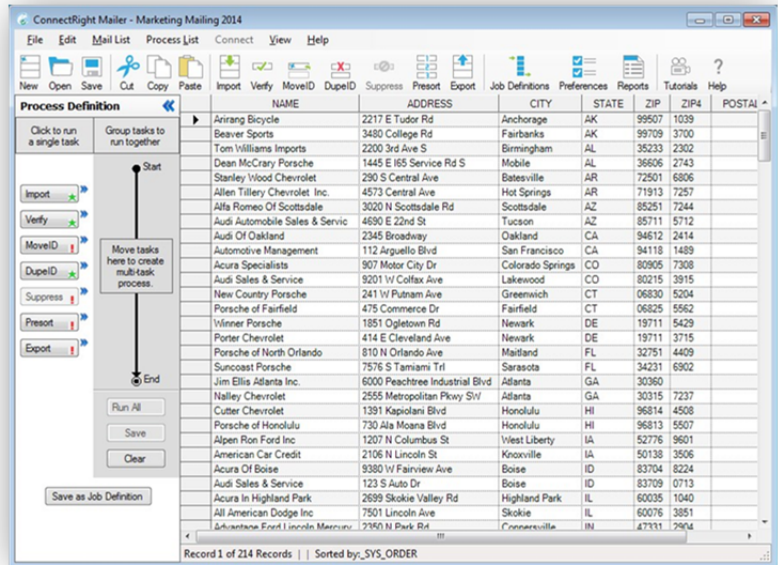 ConnectRight Mailer - Marketing Mailing 2014
File Edit Mail List Process List Connect View Help
New Open Save Cut Copy Paste Import Verify MoveID DupeID Suppress Presort Export Job Definitions Preferences Reports Tutorials Help
Process Definition
Click to run
a single task
Group tasks to
run together
Start
Import
Verify
MoveID
DupeID
Suppress
Presort
Export
Move tasks
here to create
multi-task
process.
End
Run All
Save
Clear
Save as Job Definition
NAME ADDRESS CITY STATE ZIP ZIP4 POSTAL
Arirang Bicycle 2217 E Tudor Rd Anchorage AK 99507 1039
Beaver Sports 3480 College Rd Fairbanks AK 99709 3700
Tom Williams Imports 2200 3rd Ave S Birmingham AL 35233 2302
Dean McCrary Porsche 1445 E I65 Service Rd S Mobile AL 36606 2743
Stanley Wood Chevrolet 290 S Central Ave Batesville AR 72501 6806
Allen Tillery Chevrolet Inc. 4573 Central Ave Hot Springs AR 71913 7257
Alfa Romeo Of Scottsdale 3020 N Scottsdale Rd Scottsdale AZ 85251 7244
Audi Automobile Sales & Servic 4690 E 22nd St Tucson AZ 85711 5712
Audi Of Oakland 2345 Broadway Oakland CA 94612 2414
Automotive Management 112 Arguello Blvd San Francisco CA 94118 1489
Acura Specialists 907 Motor City Dr Colorado Springs CO 80905 7308
Audi Sales & Service 9201 W Colfax Ave Lakewood CO 80215 3915
New Country Porsche 241 W Putnam Ave Greenwich CT 06830 5204
Porsche of Fairfield 475 Commerce Dr Fairfield CT 06825 5562
Winner Porsche 1851 Ogletown Rd Newark DE 19711 5429
Porter Chevrolet 414 E Cleveland Ave Newark DE 19711 3715
Porsche of North Orlando 810 N Orlando Ave Maitland FL 32751 4409
Suncoast Porsche 7576 S Tamiami Trl Sarasota FL 34231 6902
Jim Ellis Atlanta Inc. 6000 Peachtree Industrial Blvd Atlanta GA 30360
Nalley Chevrolet 2555 Metropolitan Pkwy SW Atlanta GA 30315 7237
Cutter Chevrolet 1391 Kapiolani Blvd Honolulu HI 96814 4508
Porsche of Honolulu 730 Ala Moana Blvd Honolulu HI 96813 5507
Alpen Ron Ford Inc 1207 N Columbus St West Liberty IA 52776 9601
American Car Credit 2106 N Lincoln St Knoxville IA 50138 3506
Acura Of Boise 9380 W Fairview Ave Boise ID 83704 8224
Audi Sales & Service 123 S Auto Dr Boise ID 83709 0713
Acura In Highland Park 2699 Skokie Valley Rd Highland Park IL 60035 1040
All American Dodge Inc 7501 Lincoln Ave Skokie IL 60076 3851
Advantage Ford Lincoln Mercury 2350 N Park Rd Connersville IN 47331 2904
Record 1 of 214 Records | | Sorted by:_SYS_ORDER